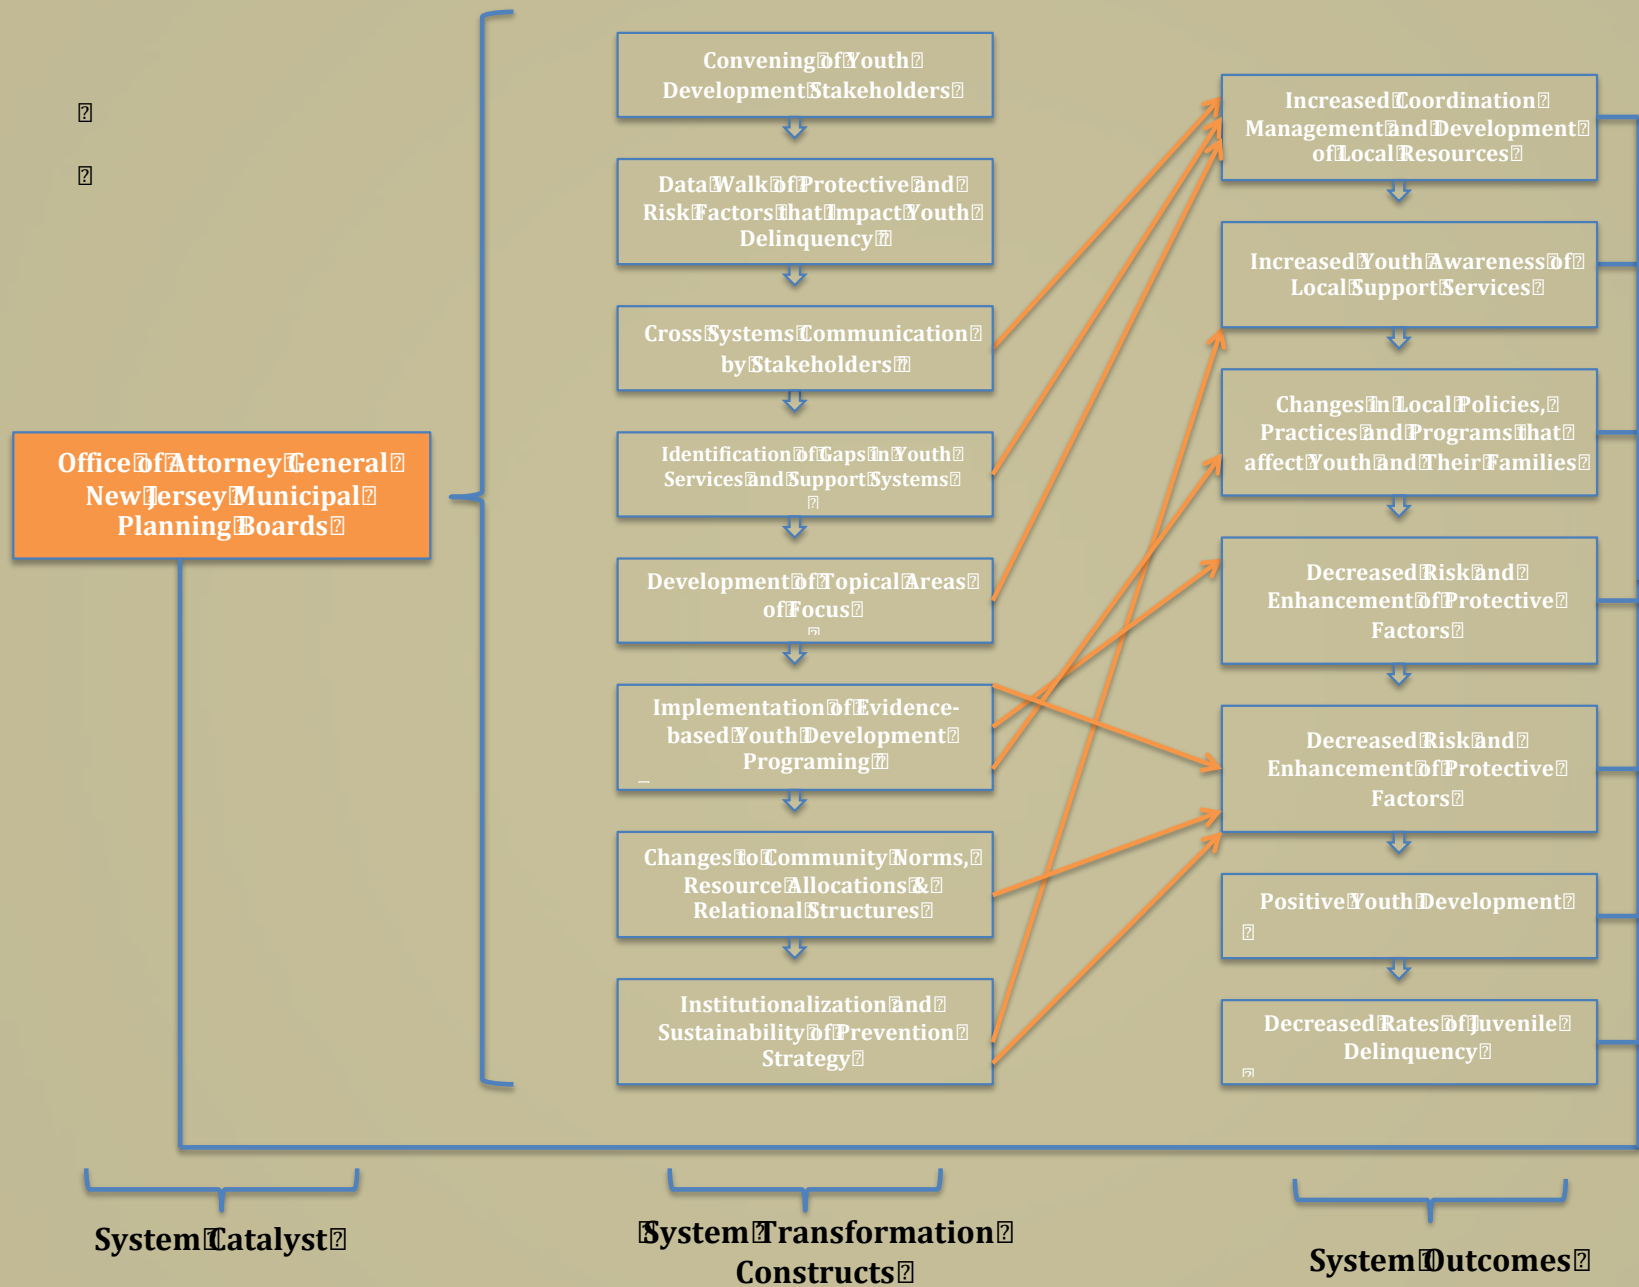 Office of Attorney General
New Jersey Municipal
Planning Boards
Convening of Youth
Development Stakeholders
Data Walk of Protective and
Risk Factors that Impact Youth
Delinquency
Cross Systems Communication
by Stakeholders
Identification of Gaps in Youth
Services and Support Systems
Development of Topical Areas
of Focus
Implementation of Evidence-
based Youth Development
Programing
Changes to Community Norms,
Resource Allocations &
Relational Structures
Institutionalization and
Sustainability of Prevention
Strategy
Increased Coordination
Management and Development
of Local Resources
Increased Youth Awareness of
Local Support Services
Changes in Local Policies,
Practices and Programs that
affect Youth and Their Families
Decreased Risk and
Enhancement of Protective
Factors
Decreased Risk and
Enhancement of Protective
Factors
Positive Youth Development
Decreased Rates of Juvenile
Delinquency
System Catalyst
System Transformation
Constructs
System Outcomes